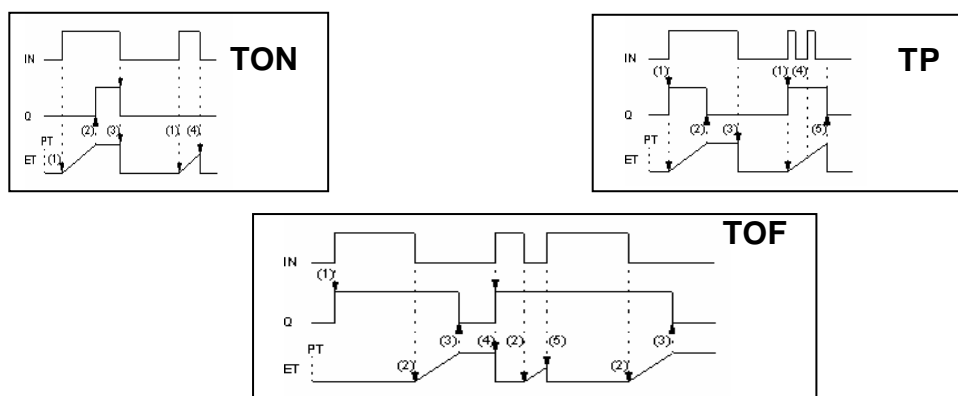 TON
IN
Q
(2) (3) (1) (4)
PT
(1)
ET
TP
IN
(1) (1) (4)
Q
(2) (3) (5)
PT
ET
TOF
IN
(1)
Q
(3) (4) (2) (5) (3)
PT
(2) (2)
ET